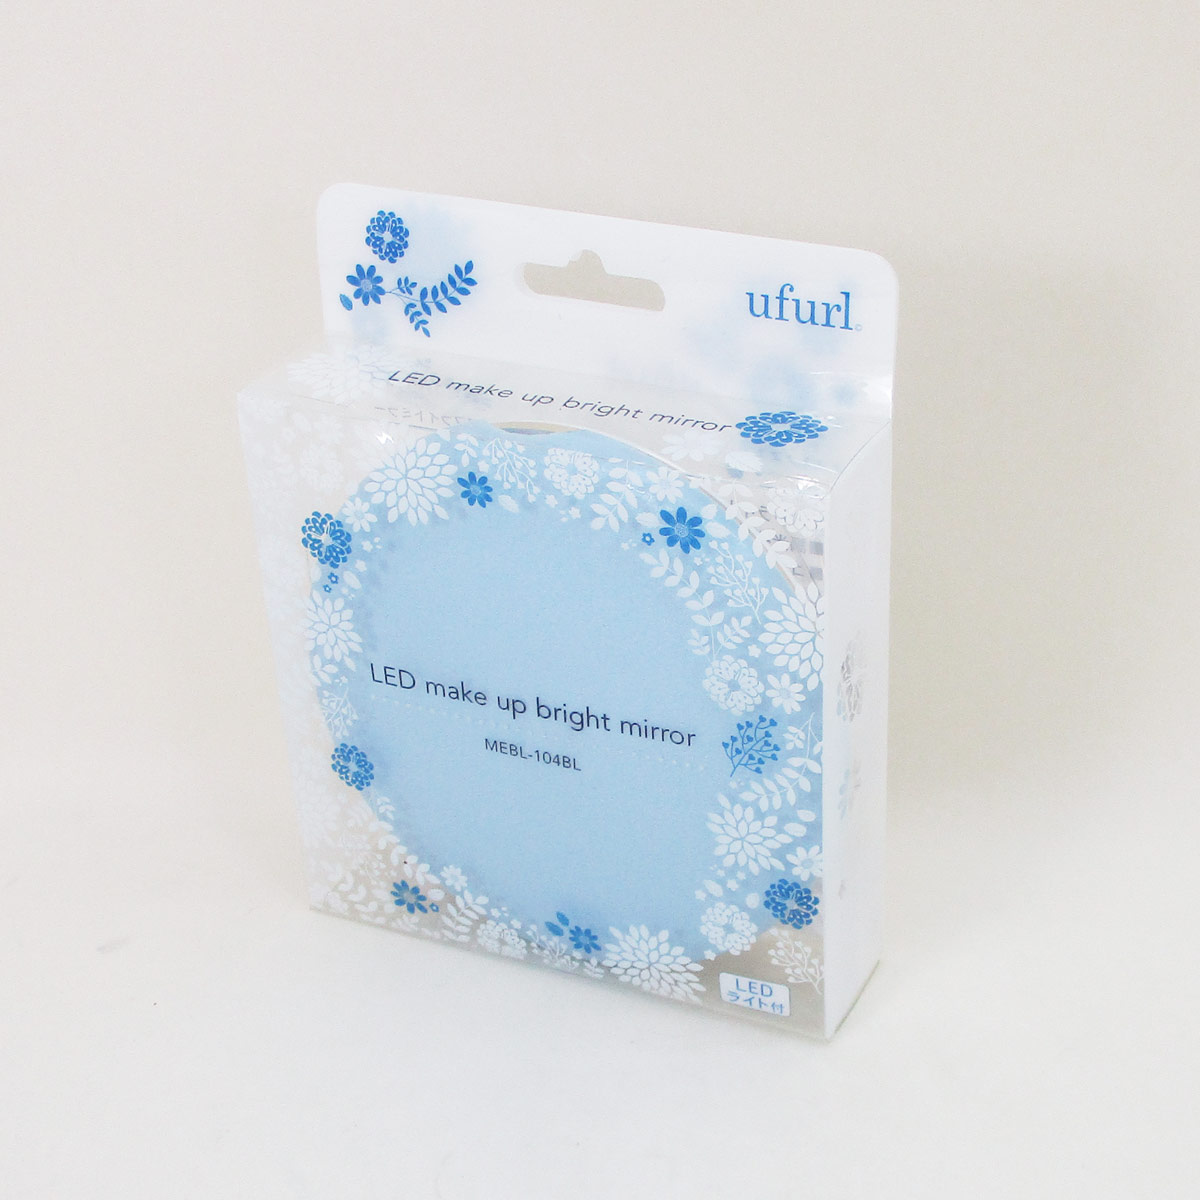 ufurl
LED make up bright mirror
LED make up bright mirror
MEBL-104BL
LED
ライト付